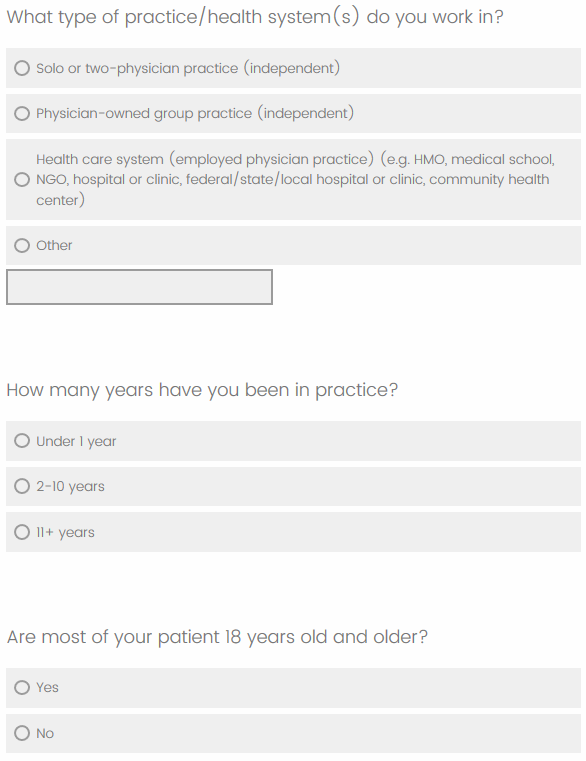 What type of practice/health system(s) do you work in?
Solo or two-physician practice (independent)
Physician-owned group practice (independent)
Health care system (employed physician practice) (e.g. HMO, medical school,
NGO, hospital or clinic, federal/state/local hospital or clinic, community health
center)
Other
How many years have you been in practice?
Under 1 year
2-10 years
11+ years
Are most of your patient 18 years old and older?
Yes
No